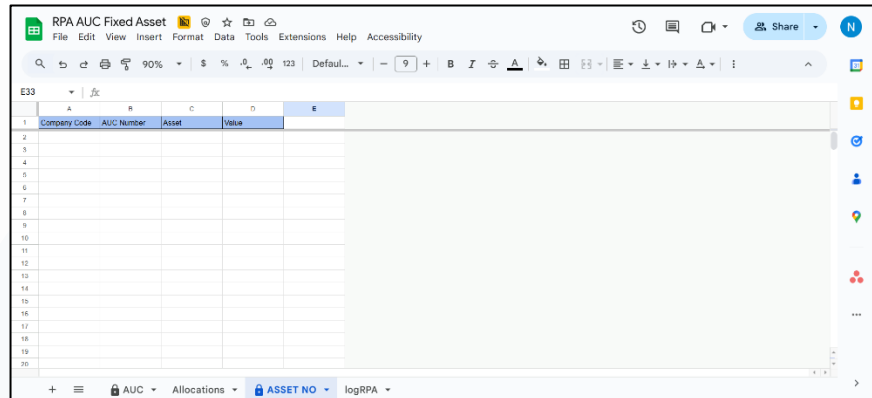 RPA AUC Fixed Asset
File Edit View Insert Format Data Tools Extensions Help Accessibility
Share
N
90% $ % .0 .00 123 Defaul... − 9 + B I S A
E33 fx
A B C D E
1 Company Code AUC Number Asset Value
2
3
4
5
6
7
8
9
10
11
12
13
14
15
16
17
18
19
20
+ AUC Allocations ASSET NO logRPA